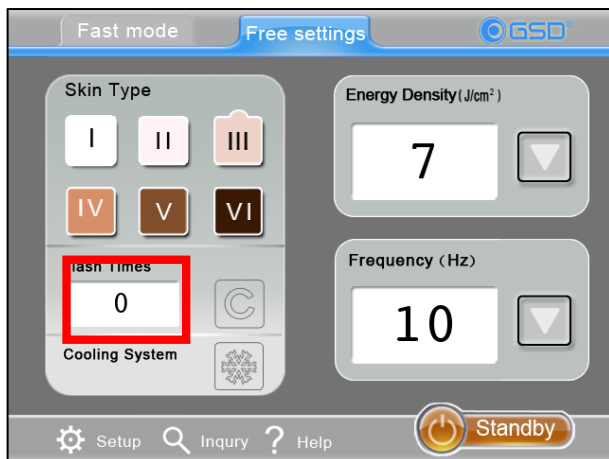 Fast mode
Free settings
GSD®
Skin Type
I II III
IV V VI
Flash Times
0
C
Cooling System
Energy Density(J/cm²)
7
Frequency (Hz)
10
Setup Inqury ? Help
Standby